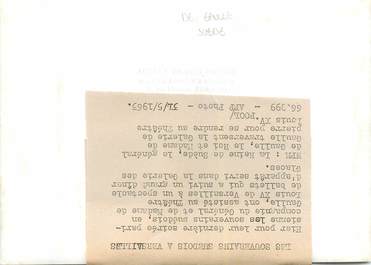 LES SOUVERAINS SUEDOIS A VERSAILLES
Hier pour leur dernière soirée pari-
sienne les souverains suédois, en
compagnie du Général et de Madame de
Gaulle, ont assisté au Théâtre
Louis XV de Versailles à un spectacle
de ballets qui a suivi un grand dîner
d'apparat servi dans la Galerie des
Glaces.
NPM : La Reine de Suède, le général
de Gaulle, le Roi et Madame de
Gaulle traversent la Galerie de
pierre pour se rendre au Théâtre
Louis XV.
POOL/
66.399 - AFP Photo - 31/5/1963.